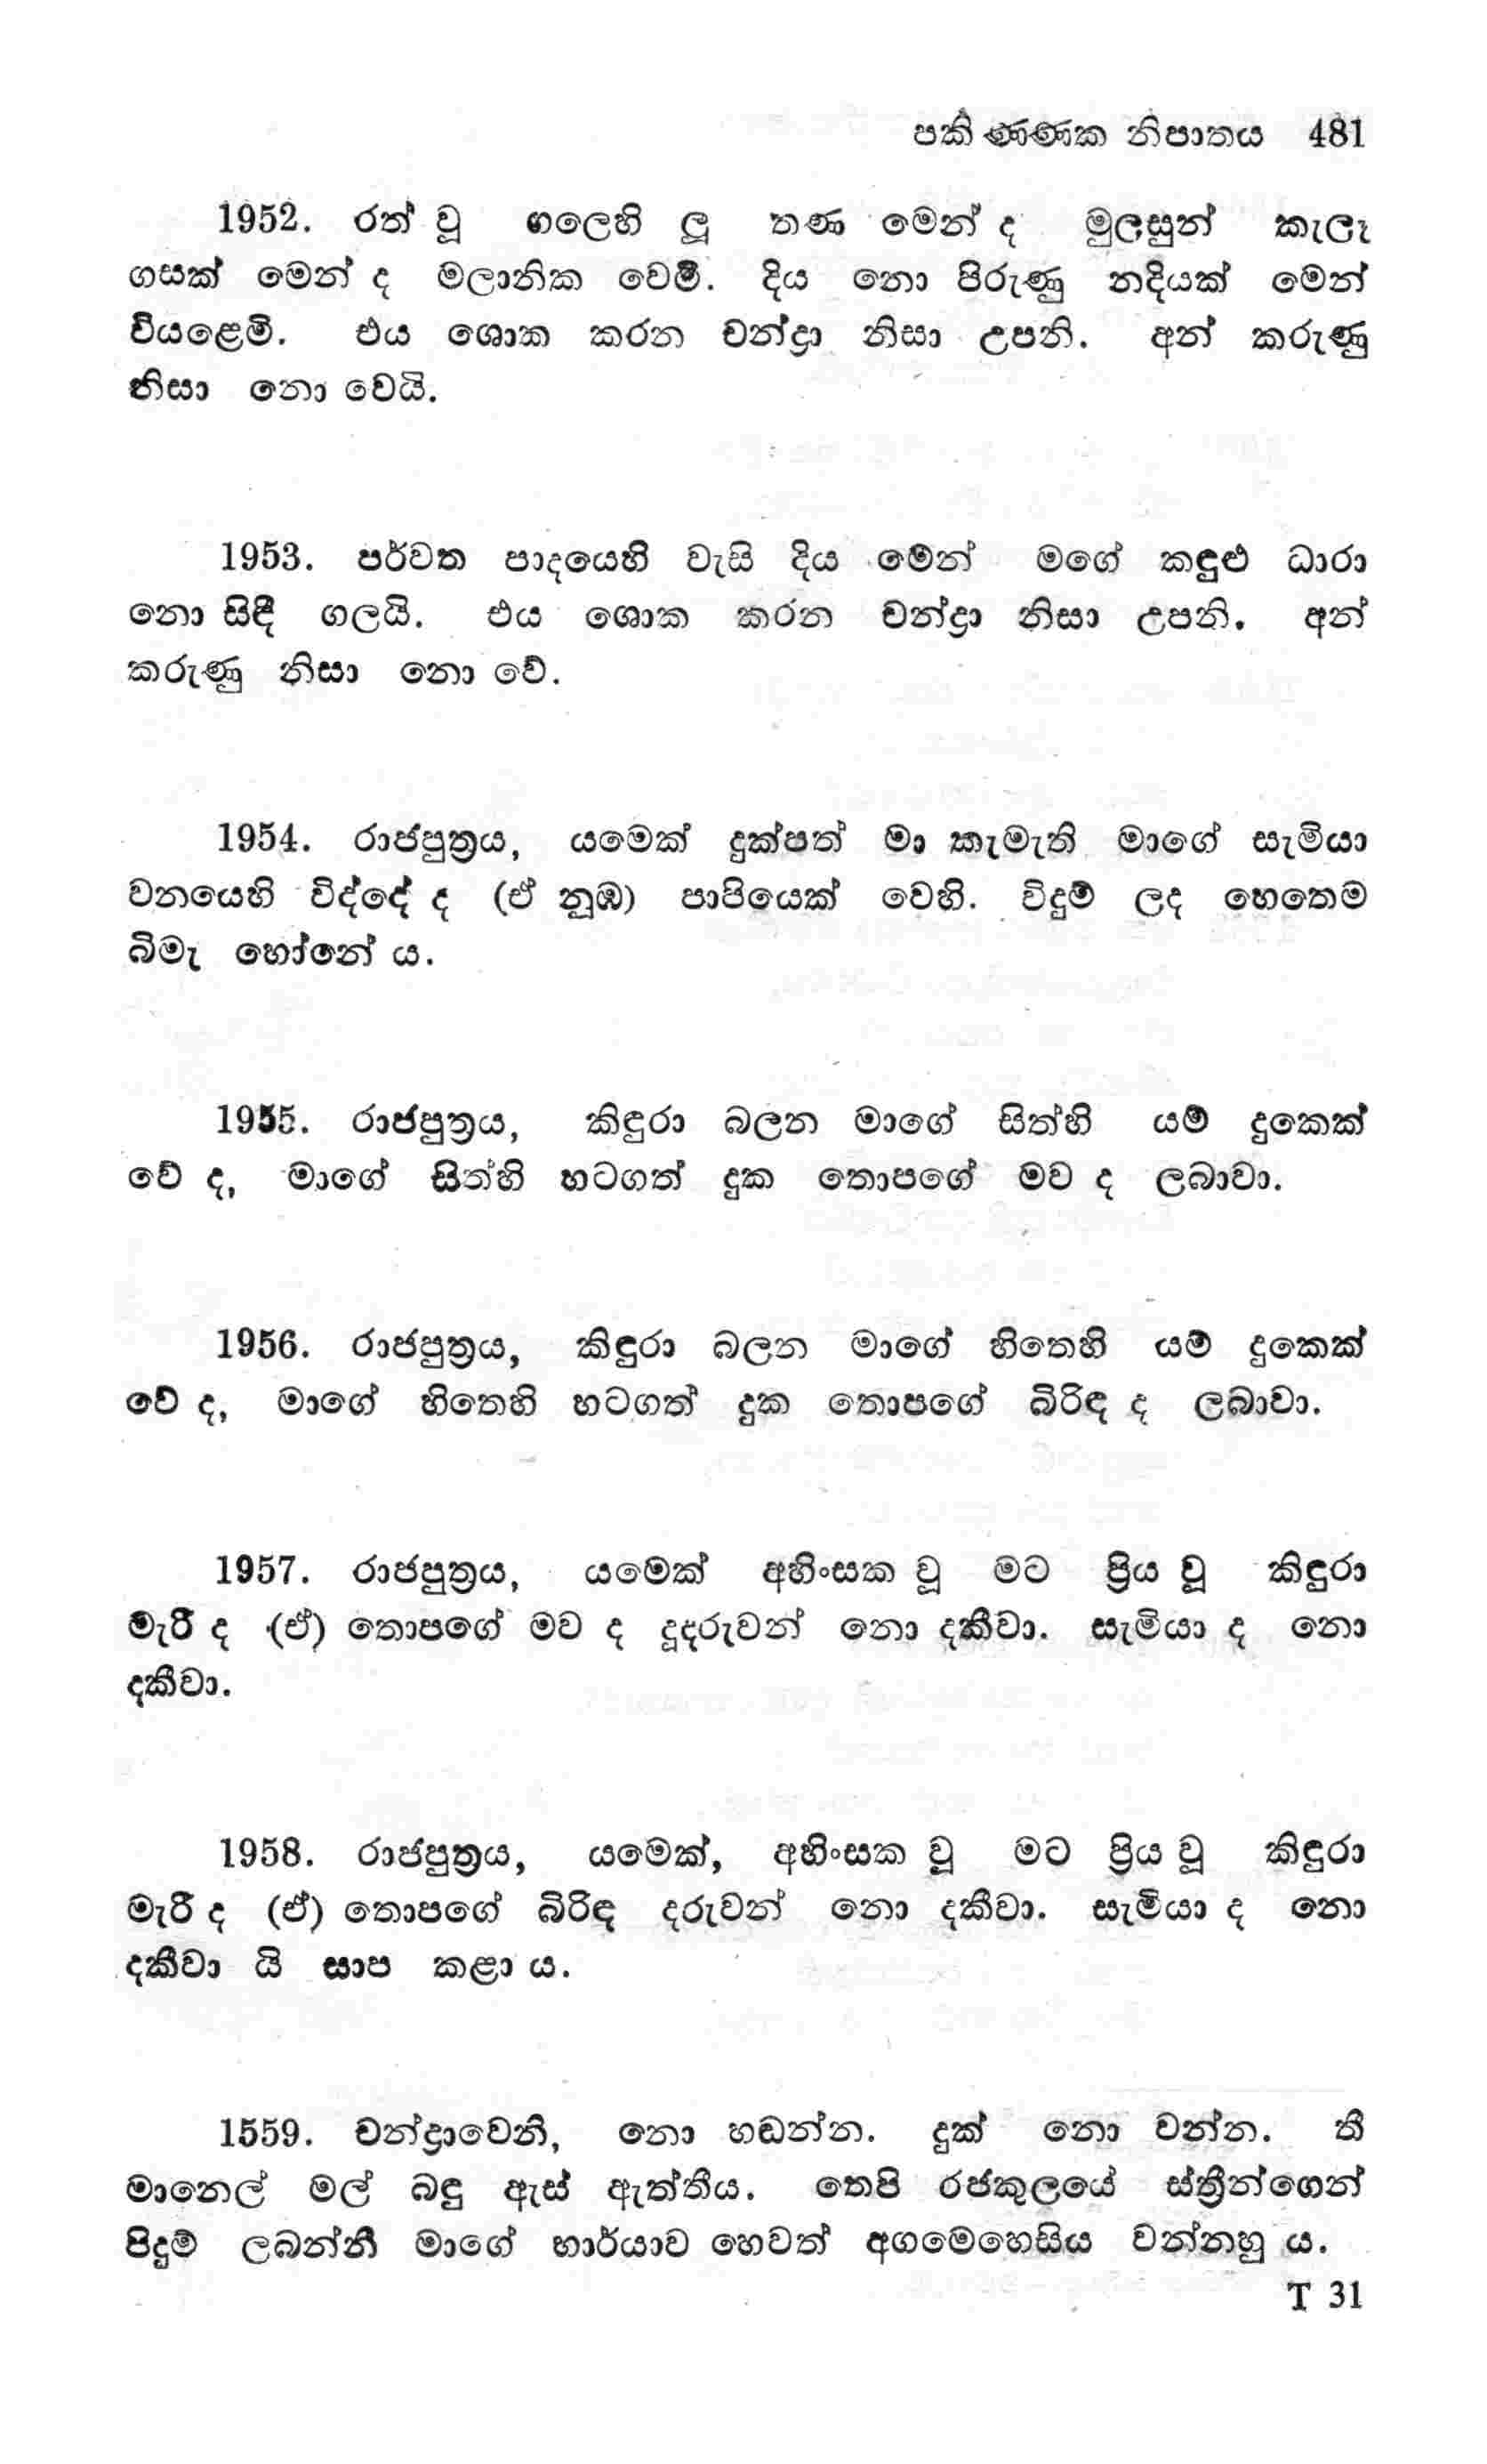 පකිණ්ණක නිපාතය 481
1952. රත් වූ ගලෙහි ලූ තණ මෙන් ද මුලසුන් කැලෑ
ගසක් මෙන් ද මලානික වෙමි. දිය නො පිරුණු නදියක් මෙන්
වියළෙමි. එය ශොක කරන චන්ද්‍රා නිසා උපනි. අන් කරුණු
නිසා නො වෙයි.
1953. පර්වත පාදයෙහි වැසි දිය මෙන් මගේ කඳුළු ධාරා
නො සිඳී ගලයි. එය ශොක කරන චන්ද්‍රා නිසා උපනි. අන්
කරුණු නිසා නො වේ.
1954. රාජපුත්‍රය, යමෙක් දුක්පත් මා කැමැති මාගේ සැමියා
වනයෙහි විද්දේ ද (ඒ නූඹ) පාපියෙක් වෙහි. විදුම් ලද හෙතෙම
බිමැ හෝනේ ය.
1955. රාජපුත්‍රය, කිඳුරා බලන මාගේ සිත්හි යම් දුකෙක්
වේ ද, මාගේ සිත්හි හටගත් දුක තොපගේ මව ද ලබාවා.
1956. රාජපුත්‍රය, කිඳුරා බලන මාගේ හිතෙහි යම් දුකෙක්
වේ ද, මාගේ හිතෙහි හටගත් දුක තොපගේ බිරිඳ ද ලබාවා.
1957. රාජපුත්‍රය, යමෙක් අහිංසක වූ මට ප්‍රිය වූ කිඳුරා
මැරී ද (ඒ) තොපගේ මව ද දූදරුවන් නො දකීවා. සැමියා ද නො
දකීවා.
1958. රාජපුත්‍රය, යමෙක්, අහිංසක වූ මට ප්‍රිය වූ කිඳුරා
මැරී ද (ඒ) තොපගේ බිරිඳ දරුවන් නො දකීවා. සැමියා ද නො
දකීවා යි සාප කළා ය.
1559. චන්ද්‍රාවෙනි, නො හඬන්න. දුක් නො වන්න. තී
මානෙල් මල් බඳු ඇස් ඇත්තීය. තෙපි රජකුලයේ ස්ත්‍රීන්ගෙන්
පිදුම් ලබන්නී මාගේ භාර්යාව හෙවත් අගමෙහෙසිය වන්නහු ය.
T 31